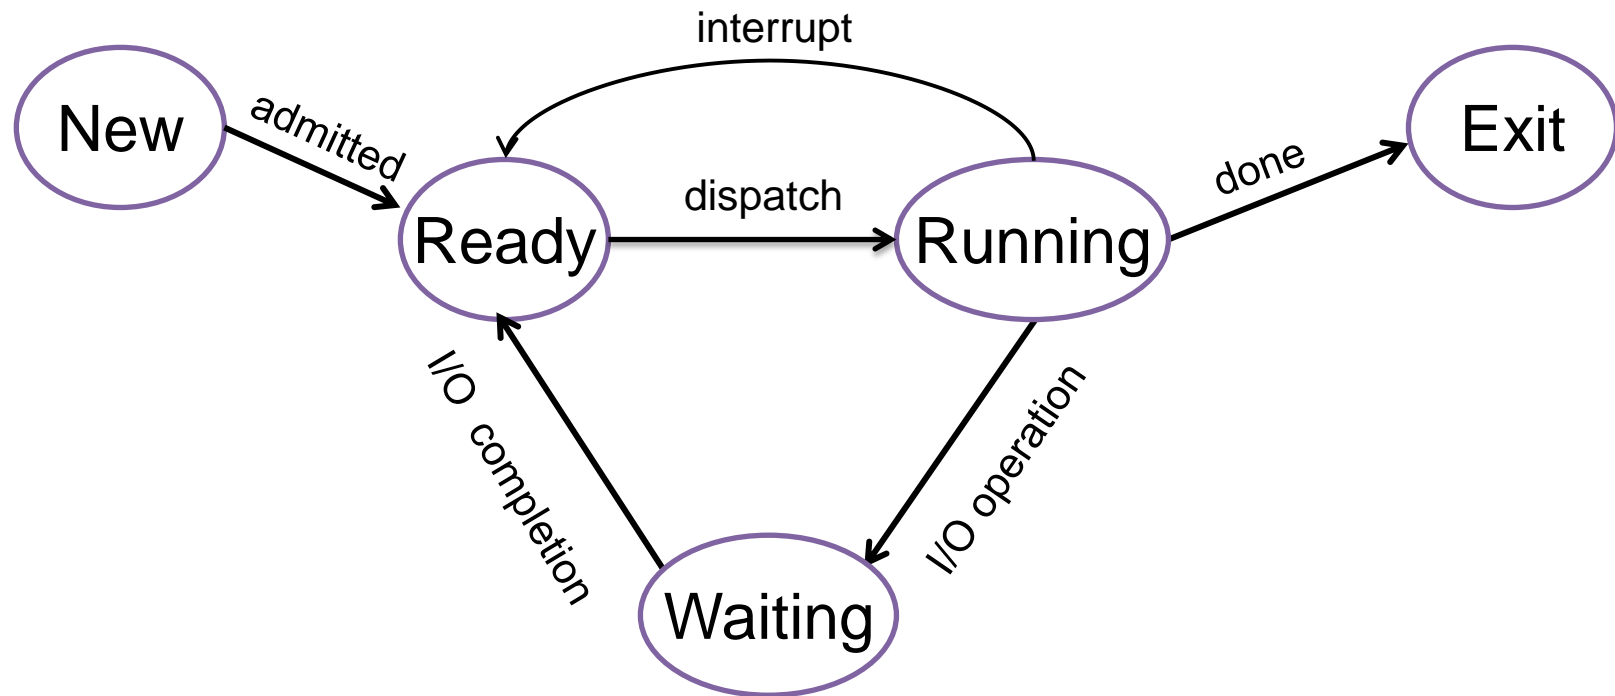 interrupt
New
admitted
Exit
done
dispatch
Ready
Running
I/O completion
I/O operation
Waiting